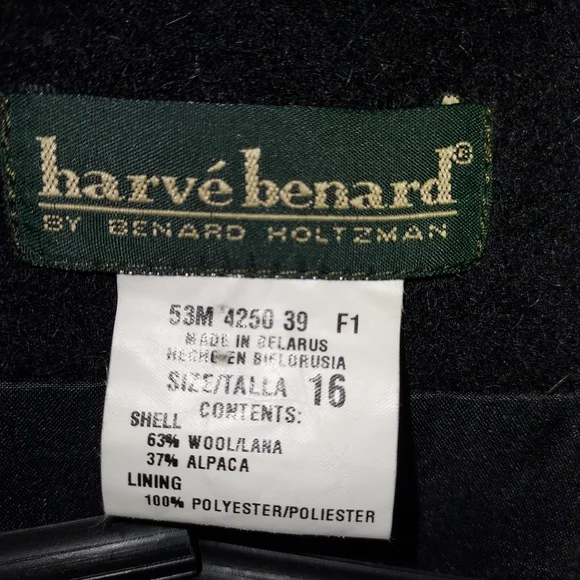 harvé benard®
BY BENARD HOLTZMAN
53M 4250 39 F1
MADE IN BELARUS
HECHO EN BIELORUSIA
SIZE/TALLA 16
CONTENTS:
SHELL
63% WOOL/LANA
37% ALPACA
LINING
100% POLYESTER/POLIESTER